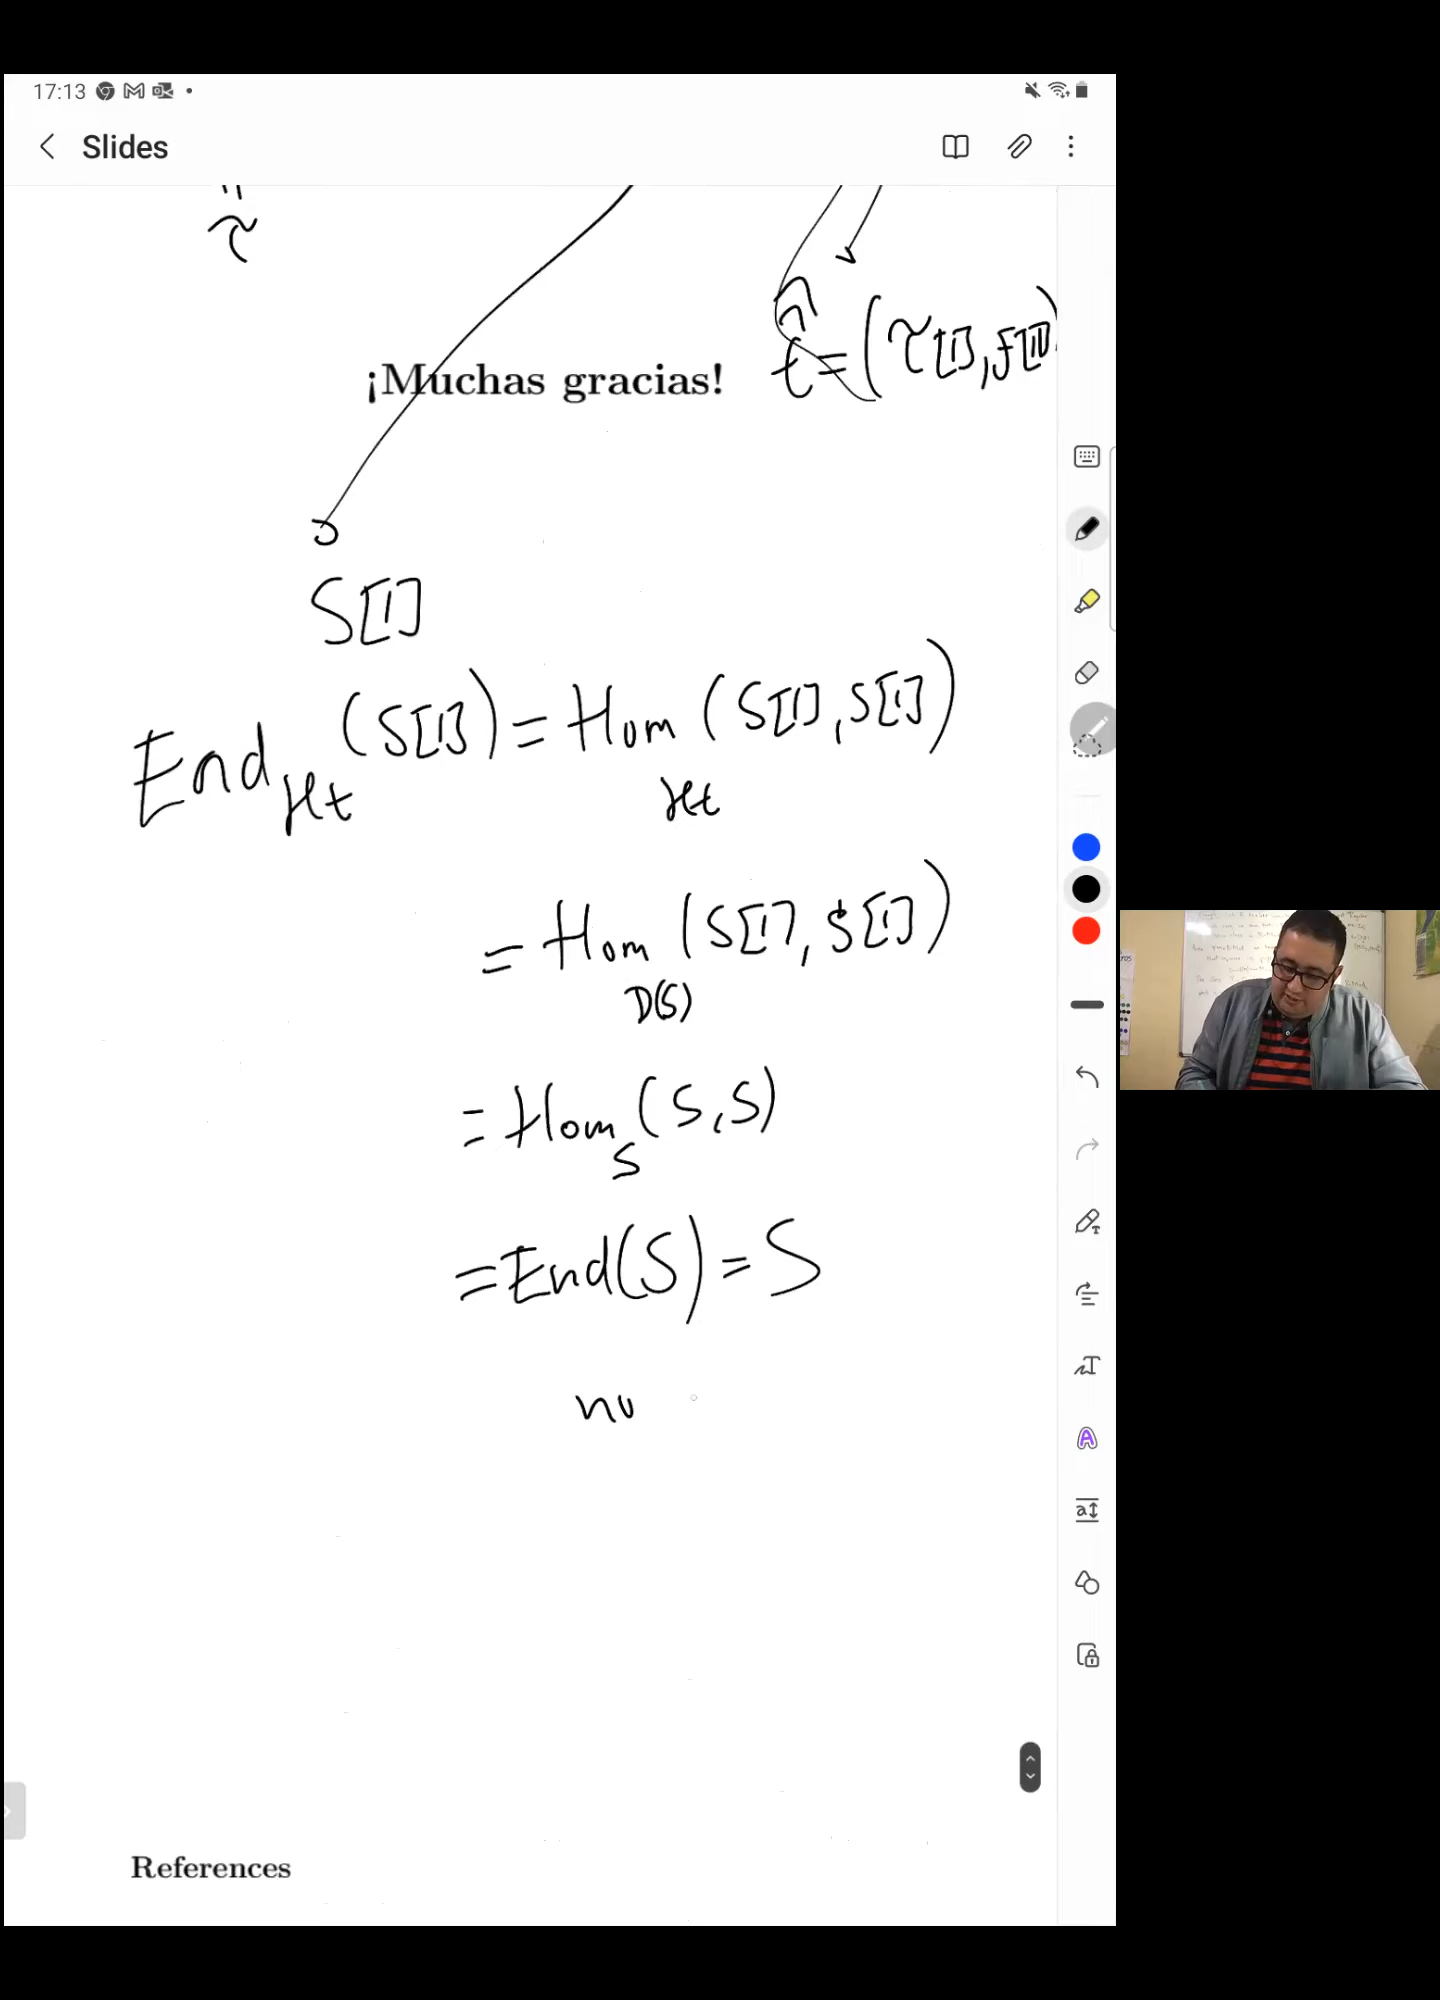 17:13
Slides
τ
t = (τ[1], f[1])
¡Muchas gracias!
S[1]
End_Ht (S[1]) = Hom_Ht (S[1], S[1])
= Hom_D(S) (S[1], S[1])
= Hom_S (S, S)
= End(S) = S
no
References